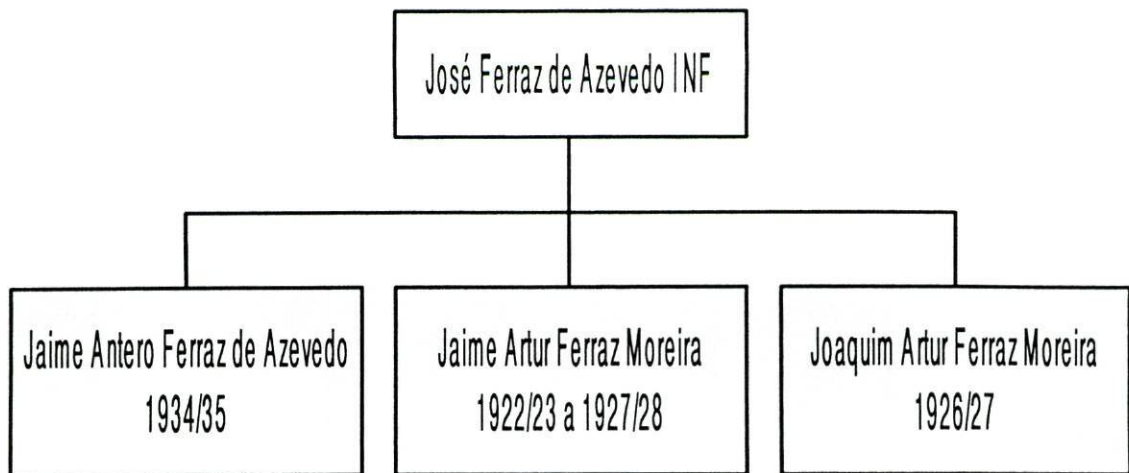 José Ferraz de Azevedo INF
Jaime Antero Ferraz de Azevedo
1934/35
Jaime Artur Ferraz Moreira
1922/23 a 1927/28
Joaquim Artur Ferraz Moreira
1926/27